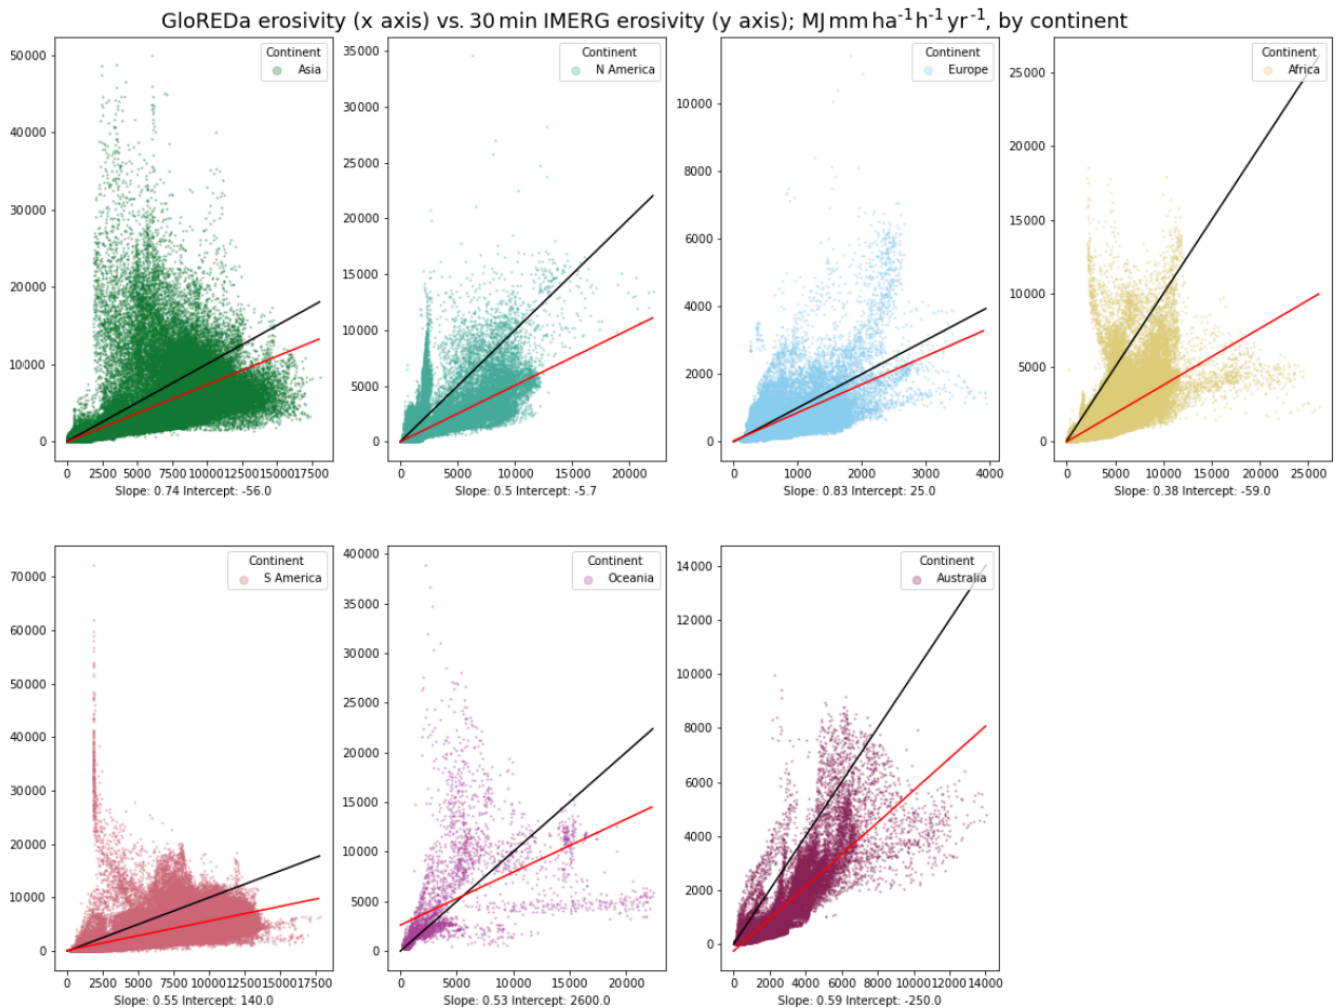 GloREDa erosivity (x axis) vs. 30 min IMERG erosivity (y axis); MJ mm ha⁻¹h⁻¹yr⁻¹, by continent
Continent
Asia
50000
40000
30000
20000
10000
0
0 2500 5000 7500 10000 12500 15000 17500
Slope: 0.74 Intercept: -56.0
Continent
N America
35000
30000
25000
20000
15000
10000
5000
0
0 5000 10000 15000 20000
Slope: 0.5 Intercept: -5.7
Continent
Europe
10000
8000
6000
4000
2000
0
0 1000 2000 3000 4000
Slope: 0.83 Intercept: 25.0
Continent
Africa
25000
20000
15000
10000
5000
0
0 5000 10000 15000 20000 25000
Slope: 0.38 Intercept: -59.0
Continent
S America
70000
60000
50000
40000
30000
20000
10000
0
0 2500 5000 7500 10000 12500 15000 17500
Slope: 0.55 Intercept: 140.0
Continent
Oceania
40000
35000
30000
25000
20000
15000
10000
5000
0
0 5000 10000 15000 20000
Slope: 0.53 Intercept: 2600.0
Continent
Australia
14000
12000
10000
8000
6000
4000
2000
0
0 2000 4000 6000 8000 10000 12000 14000
Slope: 0.59 Intercept: -250.0